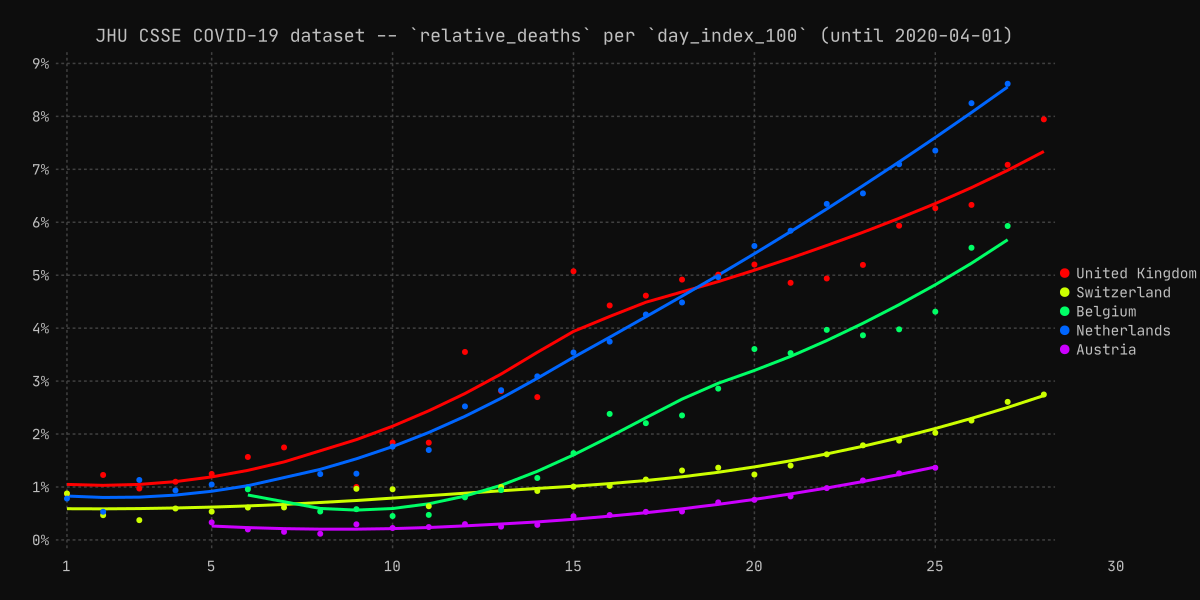 JHU CSSE COVID-19 dataset -- `relative_deaths` per `day_index_100` (until 2020-04-01)
9%
8%
7%
6%
5%
4%
3%
2%
1%
0%
1 5 10 15 20 25 30
United Kingdom
Switzerland
Belgium
Netherlands
Austria